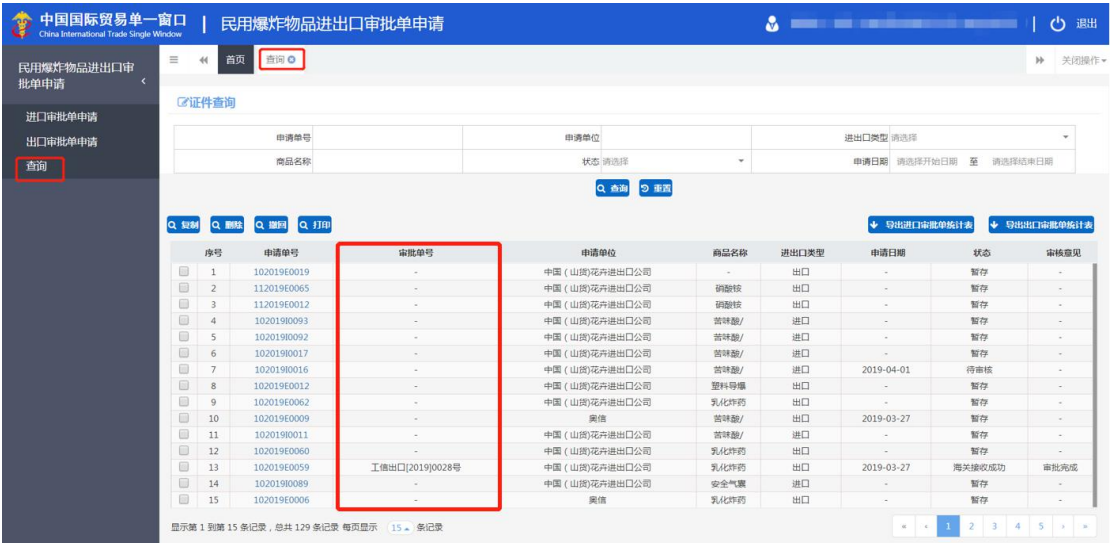 中国国际贸易单一窗口 | 民用爆炸物品进出口审批单申请 退出
China International Trade Single Window
民用爆炸物品进出口审批单申请
首页 查询 关闭操作
进口审批单申请
出口审批单申请
查询
证件查询
申请单号 申请单位 进出口类型 请选择
商品名称 状态 请选择 申请日期 请选择开始日期 至 请选择结束日期
查询 重置
复制 删除 撤回 打印 导出进口审批单统计表 导出出口审批单统计表
序号 申请单号 审批单号 申请单位 商品名称 进出口类型 申请日期 状态 审核意见
1 102019E0019 - 中国（山货)花卉进出口公司 - 出口 - 暂存 -
2 112019E0065 - 中国（山货)花卉进出口公司 硝酸铵 出口 - 暂存 -
3 112019E0012 - 中国（山货)花卉进出口公司 硝酸铵 出口 - 暂存 -
4 102019I0093 - 中国（山货)花卉进出口公司 苦味酸/ 进口 - 暂存 -
5 102019I0092 - 中国（山货)花卉进出口公司 苦味酸/ 进口 - 暂存 -
6 102019I0017 - 中国（山货)花卉进出口公司 苦味酸/ 进口 - 暂存 -
7 102019I0016 - 中国（山货)花卉进出口公司 苦味酸/ 进口 2019-04-01 待审核 -
8 102019E0012 - 中国（山货)花卉进出口公司 塑料导爆 出口 - 暂存 -
9 102019E0062 - 中国（山货)花卉进出口公司 乳化炸药 出口 - 暂存 -
10 102019E0009 - 奥信 苦味酸/ 出口 2019-03-27 暂存 -
11 102019I0011 - 中国（山货)花卉进出口公司 苦味酸/ 进口 - 暂存 -
12 102019E0060 - 中国（山货)花卉进出口公司 乳化炸药 出口 - 暂存 -
13 102019E0059 工信出口[2019]0028号 中国（山货)花卉进出口公司 乳化炸药 出口 2019-03-27 海关接收成功 审批完成
14 102019I0089 - 中国（山货)花卉进出口公司 安全气囊 进口 - 暂存 -
15 102019E0006 - 奥信 乳化炸药 出口 - 暂存 -
显示第 1 到第 15 条记录，总共 129 条记录 每页显示 15 条记录 « ‹ 1 2 3 4 5 › »